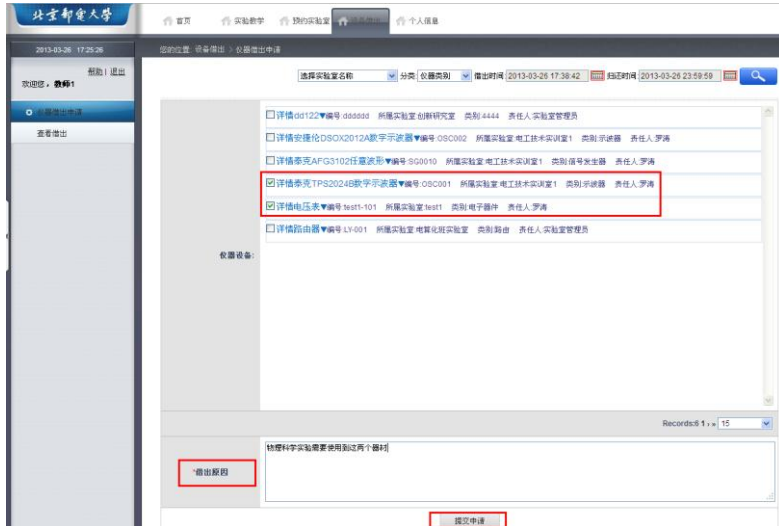 北京邮电大学
首页
实验教学
预约实验室
设备借出
个人信息
2013-03-26 17:25:26
您的位置: 设备借出 > 仪器借出申请
帮助 | 退出
欢迎您，教师1
选择实验室名称 分类: 仪器类别 借出时间: 2013-03-26 17:38:42 归还时间: 2013-03-26 23:59:59
仪器借出申请
查看借出
详情dd122▼编号:dddddd 所属实验室:创新研究室 类别:4444 责任人:实验室管理员
详情安捷伦DSOX2012A数字示波器▼编号:OSC002 所属实验室:电工技术实训室1 类别:示波器 责任人:罗涛
详情泰克AFG3102任意波形▼编号:SG0010 所属实验室:电工技术实训室1 类别:信号发生器 责任人:罗涛
详情泰克TPS2024B数字示波器▼编号:OSC001 所属实验室:电工技术实训室1 类别:示波器 责任人:罗涛
详情电压表▼编号:test1-101 所属实验室:test1 类别:电子器件 责任人:罗涛
详情路由器▼编号:LY-001 所属实验室:电算化班实验室 类别:路由 责任人:实验室管理员
仪器设备:
Records:6 1 › » 15
*借出原因
物理科学实验需要使用到这两个器材
提交申请